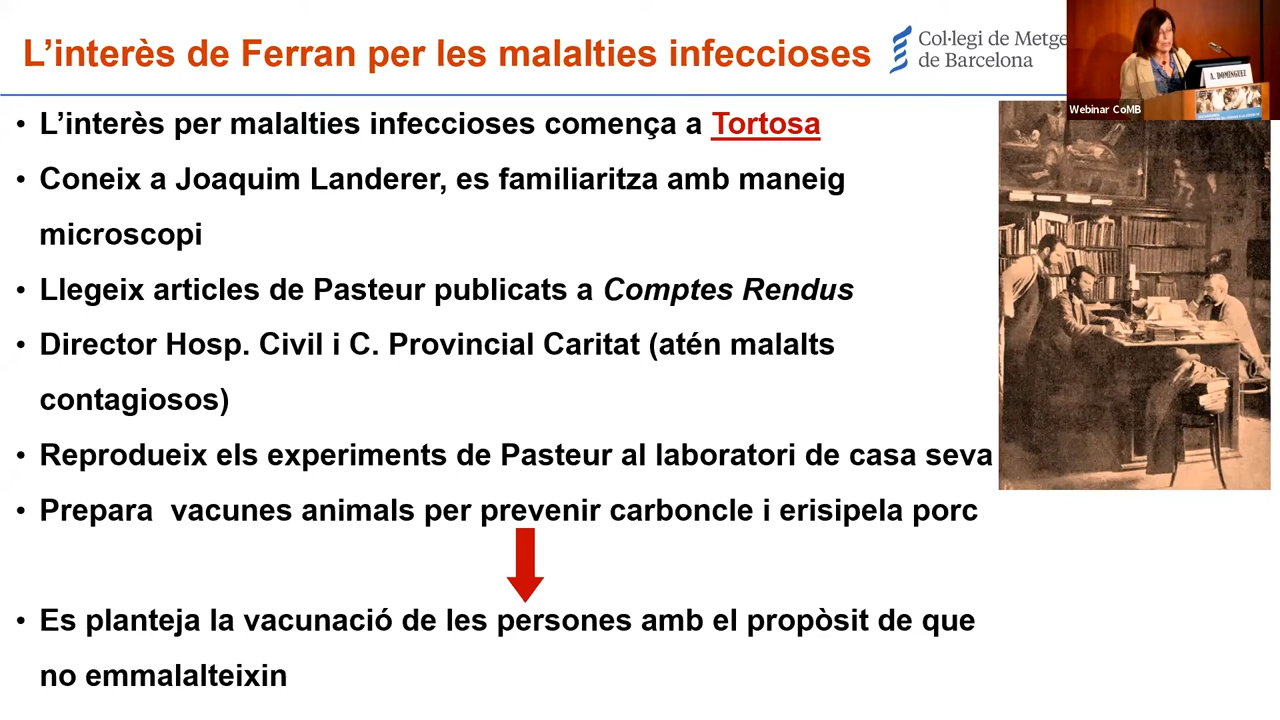 L'interès de Ferran per les malalties infeccioses
Col·legi de Metge
de Barcelona
A. DOMÍNGUEZ
Webinar CoMB
• L'interès per malalties infeccioses comença a Tortosa
• Coneix a Joaquim Landerer, es familiaritza amb maneig
microscopi
• Llegeix articles de Pasteur publicats a Comptes Rendus
• Director Hosp. Civil i C. Provincial Caritat (atén malalts
contagiosos)
• Reprodueix els experiments de Pasteur al laboratori de casa seva
• Prepara  vacunes animals per prevenir carboncle i erisipela porc
• Es planteja la vacunació de les persones amb el propòsit de que
no emmalalteixin